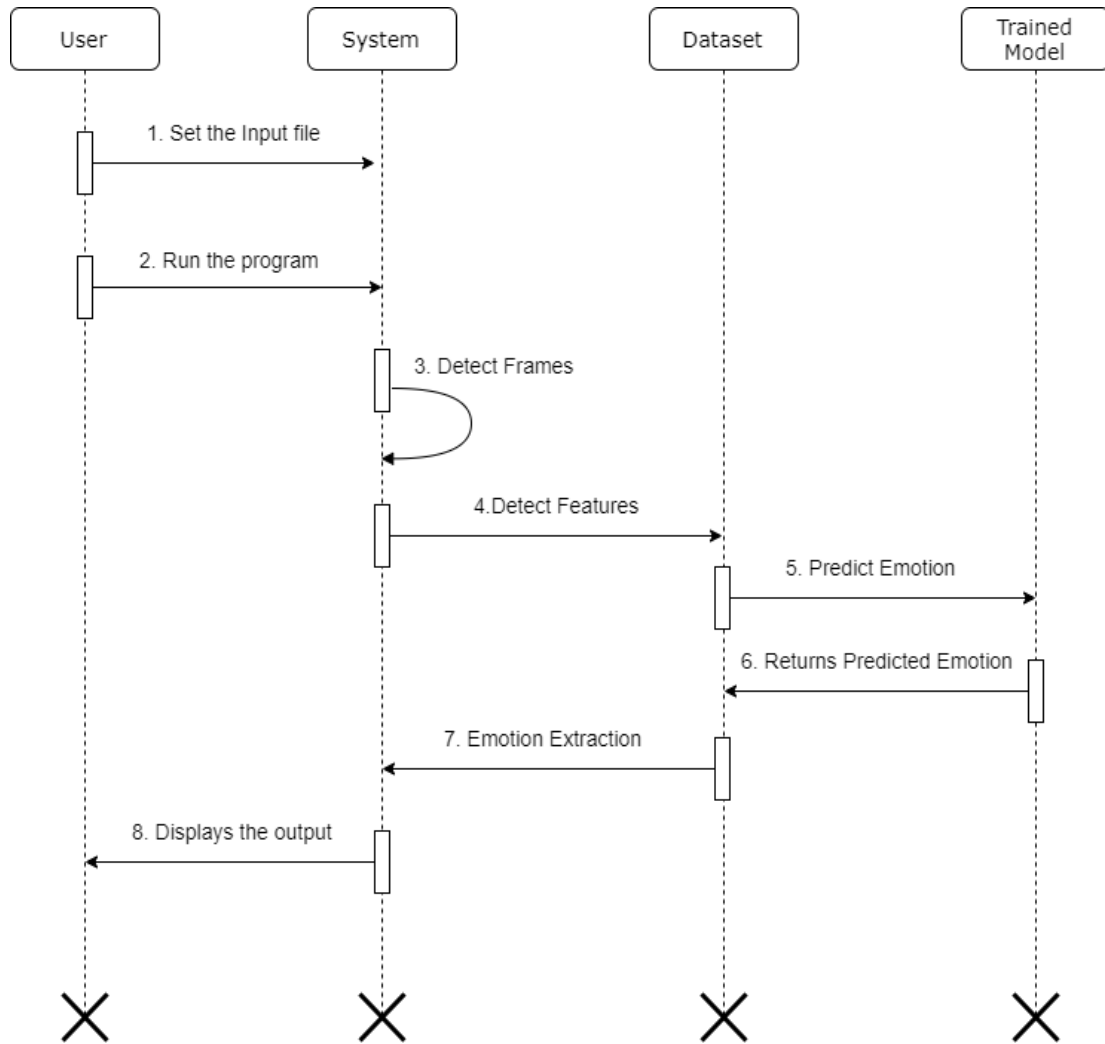 User
System
Dataset
Trained
Model
1. Set the Input file
2. Run the program
3. Detect Frames
4.Detect Features
5. Predict Emotion
6. Returns Predicted Emotion
7. Emotion Extraction
8. Displays the output